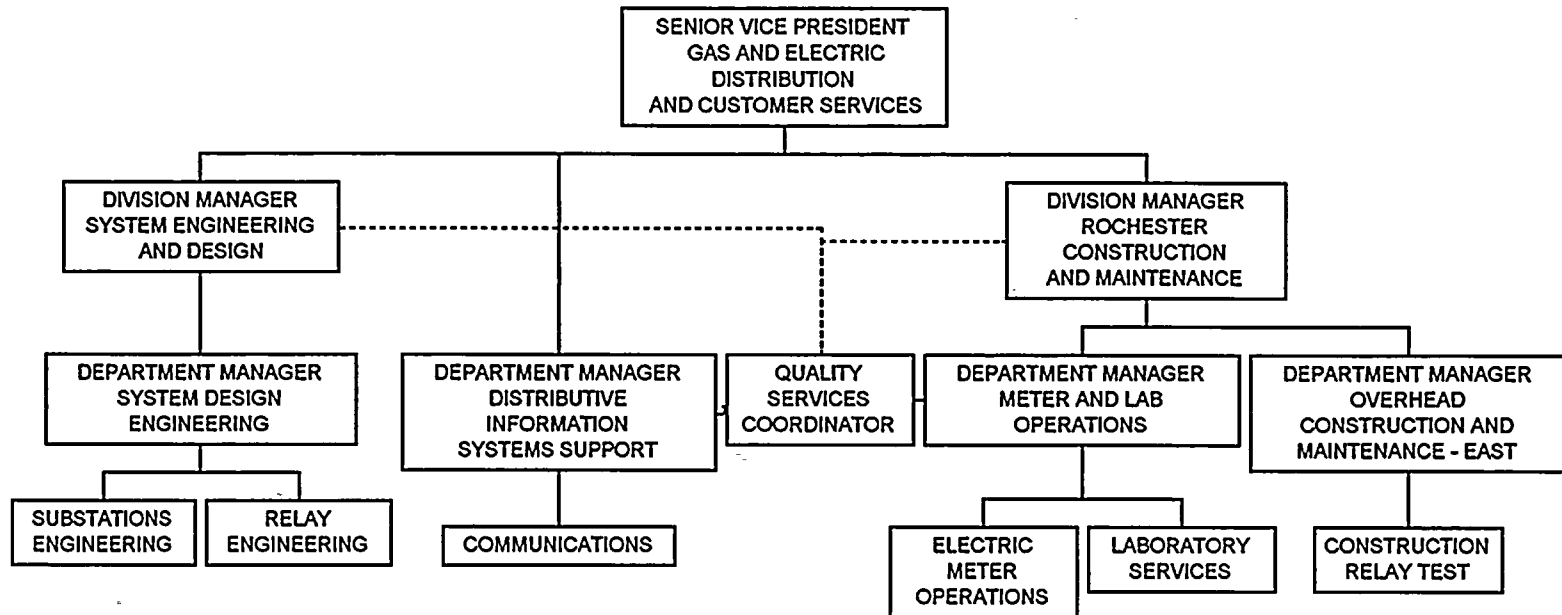 SENIOR VICE PRESIDENT
GAS AND ELECTRIC
DISTRIBUTION
AND CUSTOMER SERVICES
DIVISION MANAGER
SYSTEM ENGINEERING
AND DESIGN
DIVISION MANAGER
ROCHESTER
CONSTRUCTION
AND MAINTENANCE
DEPARTMENT MANAGER
SYSTEM DESIGN
ENGINEERING
DEPARTMENT MANAGER
DISTRIBUTIVE
INFORMATION
SYSTEMS SUPPORT
QUALITY
SERVICES
COORDINATOR
DEPARTMENT MANAGER
METER AND LAB
OPERATIONS
DEPARTMENT MANAGER
OVERHEAD
CONSTRUCTION AND
MAINTENANCE - EAST
SUBSTATIONS
ENGINEERING
RELAY
ENGINEERING
COMMUNICATIONS
ELECTRIC
METER
OPERATIONS
LABORATORY
SERVICES
CONSTRUCTION
RELAY TEST